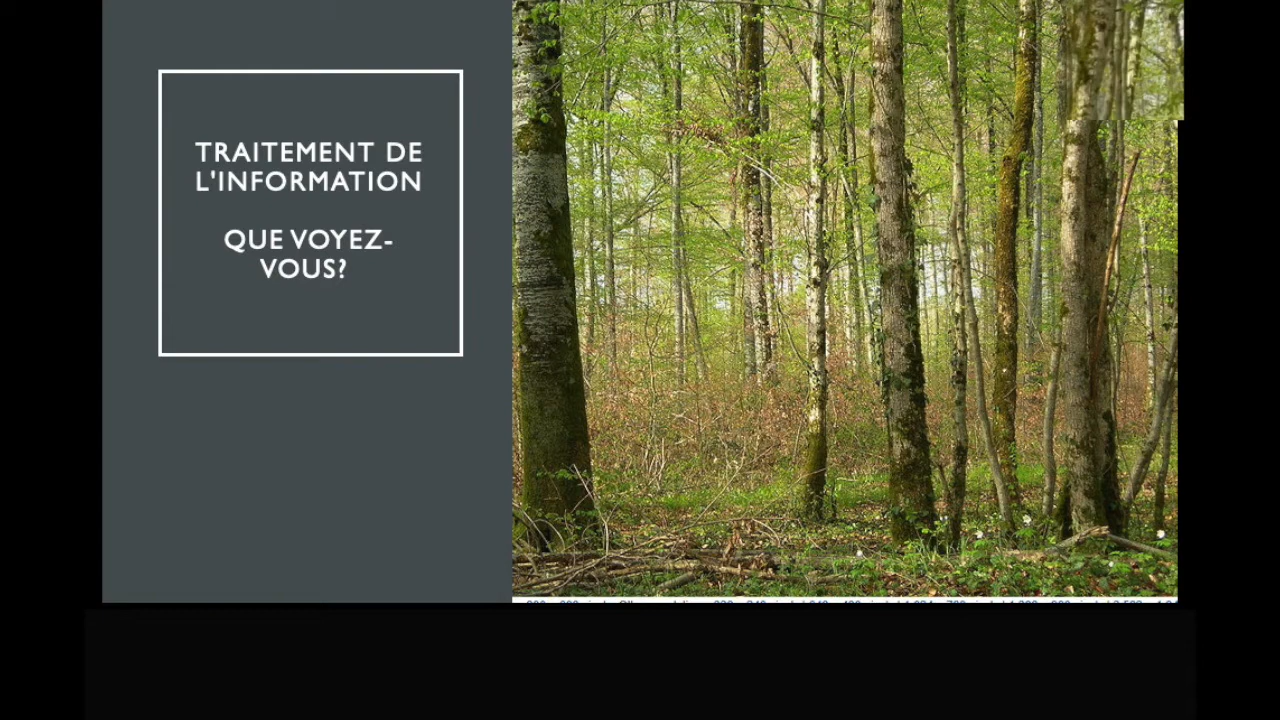 TRAITEMENT DE
L'INFORMATION
QUE VOYEZ-
VOUS?